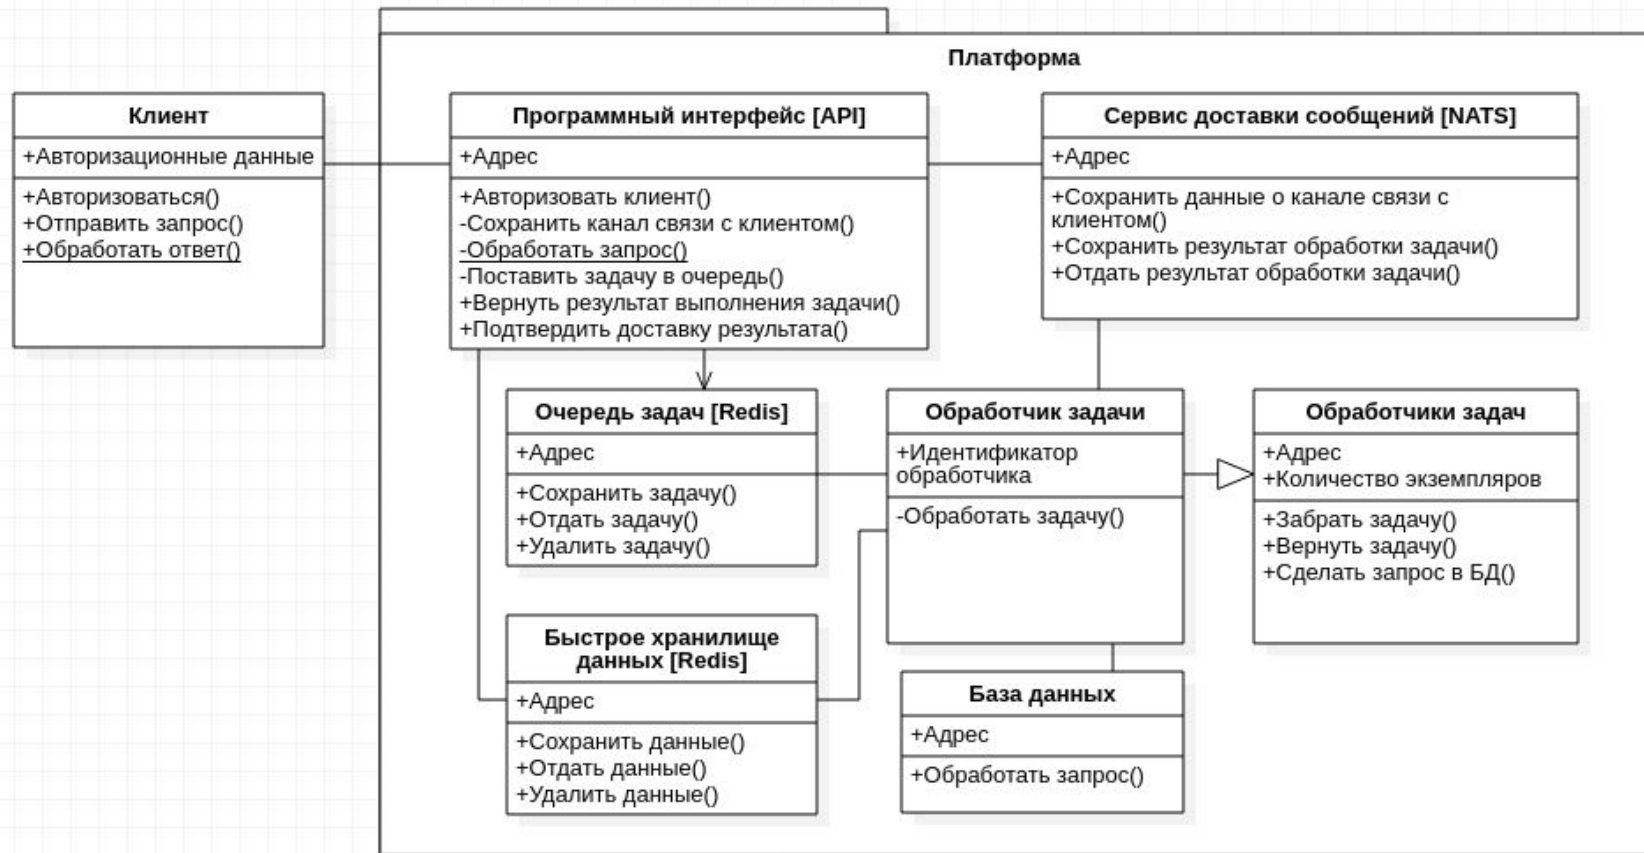 Платформа
Клиент
+Авторизационные данные
+Авторизоваться()
+Отправить запрос()
+Обработать ответ()
Программный интерфейс [API]
+Адрес
+Авторизовать клиент()
-Сохранить канал связи с клиентом()
-Обработать запрос()
-Поставить задачу в очередь()
+Вернуть результат выполнения задачи()
+Подтвердить доставку результата()
Сервис доставки сообщений [NATS]
+Адрес
+Сохранить данные о канале связи с
клиентом()
+Сохранить результат обработки задачи()
+Отдать результат обработки задачи()
Очередь задач [Redis]
+Адрес
+Сохранить задачу()
+Отдать задачу()
+Удалить задачу()
Обработчик задачи
+Идентификатор
обработчика
-Обработать задачу()
Обработчики задач
+Адрес
+Количество экземпляров
+Забрать задачу()
+Вернуть задачу()
+Сделать запрос в БД()
Быстрое хранилище
данных [Redis]
+Адрес
+Сохранить данные()
+Отдать данные()
+Удалить данные()
База данных
+Адрес
+Обработать запрос()